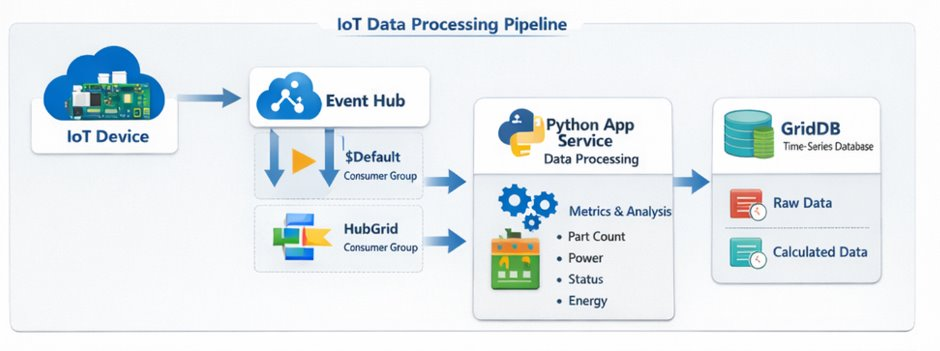 IoT Data Processing Pipeline
IoT Device
Event Hub
$Default
Consumer Group
HubGrid
Consumer Group
Python App
Service
Data Processing
Metrics & Analysis
• Part Count
• Power
• Status
• Energy
GridDB
Time-Series Database
Raw Data
Calculated Data